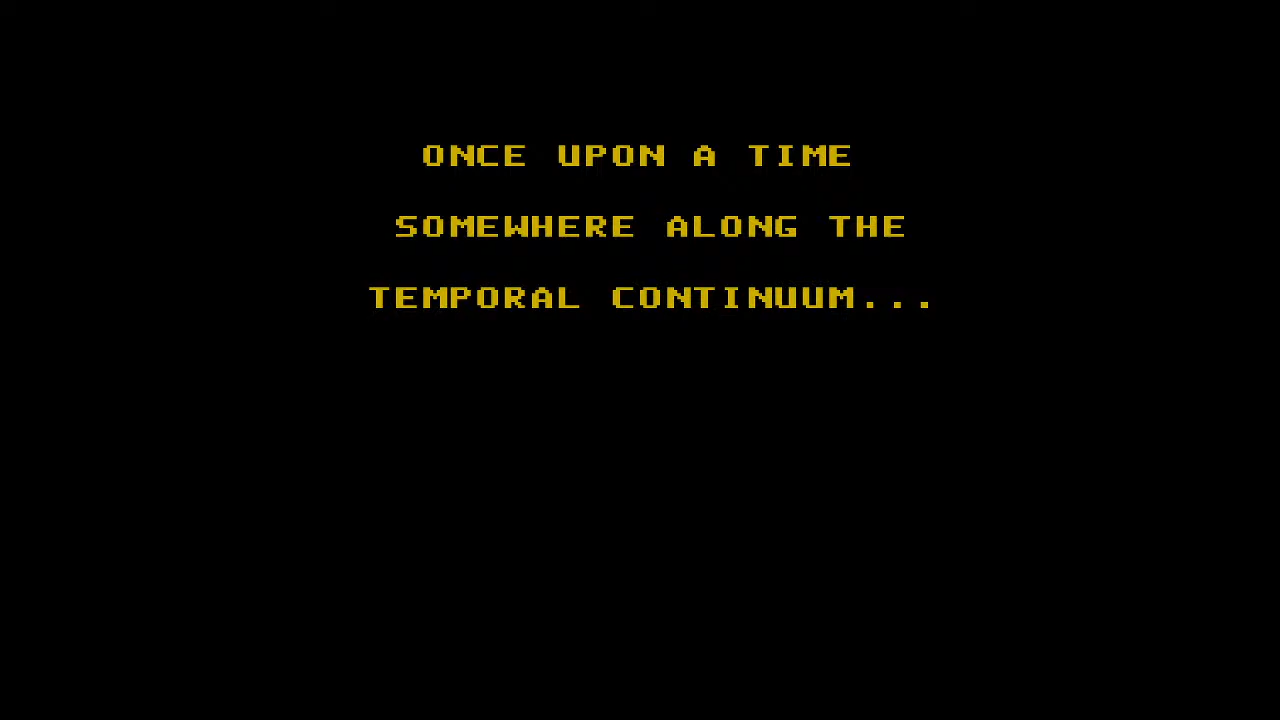 ONCE UPON A TIME
SOMEWHERE ALONG THE
TEMPORAL CONTINUUM...